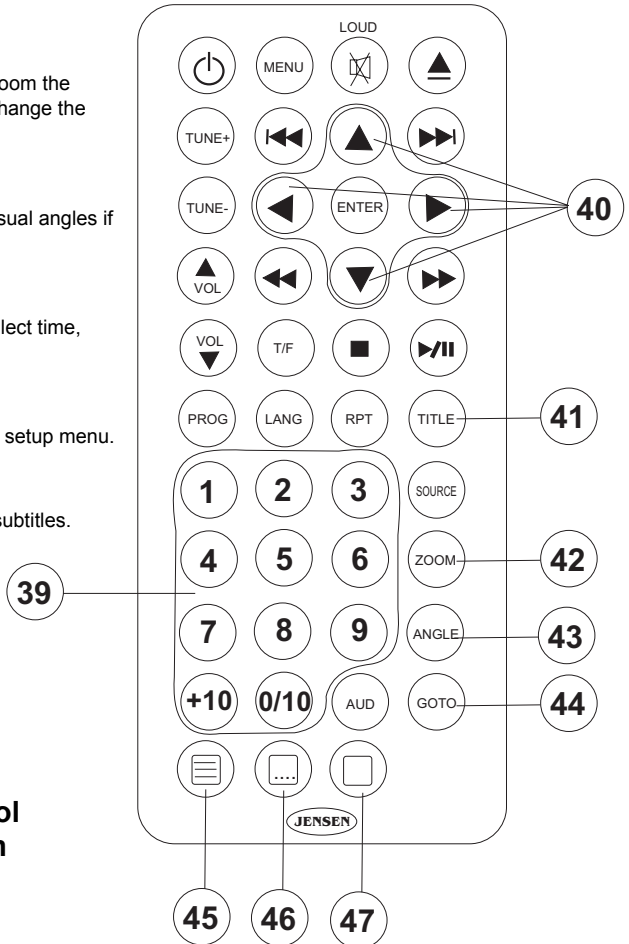 LOUD
MENU
oom the
hange the
TUNE+
TUNE-
ENTER
40
sual angles if
VOL
lect time,
VOL
T/F
PROG
LANG
RPT
TITLE
41
setup menu.
1
2
3
SOURCE
subtitles.
4
5
6
ZOOM
42
39
7
8
9
ANGLE
43
+10
0/10
AUD
GOTO
44
JENSEN
ol
n
45
46
47